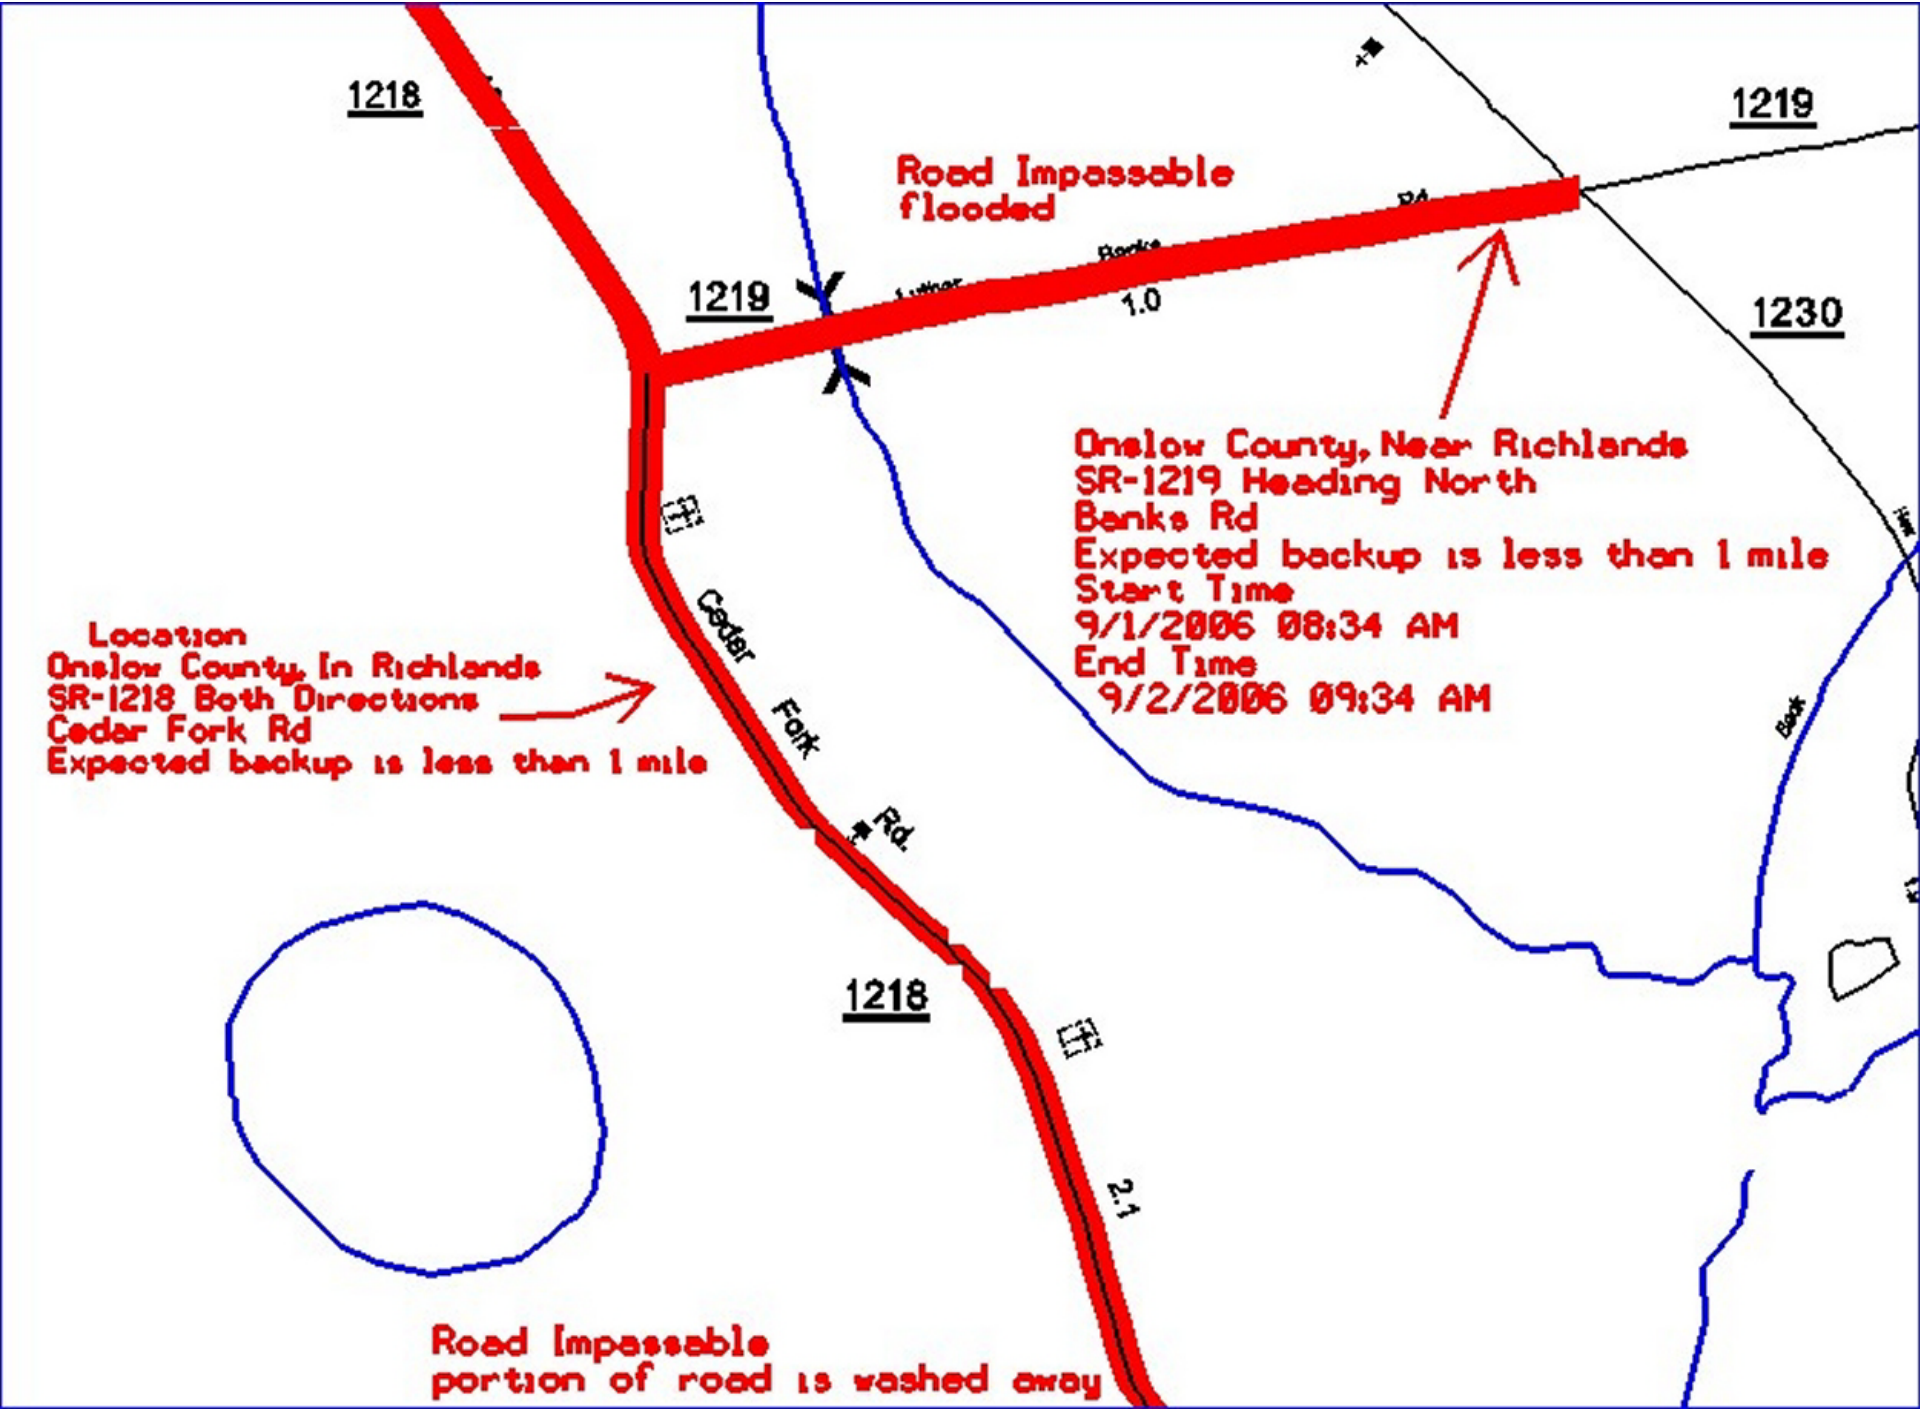 1218
1219
Road Impassable
flooded
Rd.
Banks
Luther
1219
1.0
1230
Onslow County, Near Richlands
SR-1219 Heading North
Banks Rd
Expected backup is less than 1 mile
Start Time
9/1/2006 08:34 AM
End Time
9/2/2006 09:34 AM
Location
Onslow County, In Richlands
SR-1218 Both Directions
Cedar Fork Rd
Expected backup is less than 1 mile
Cedar Fork Rd.
Back
1218
2.1
Road Impassable
portion of road is washed away